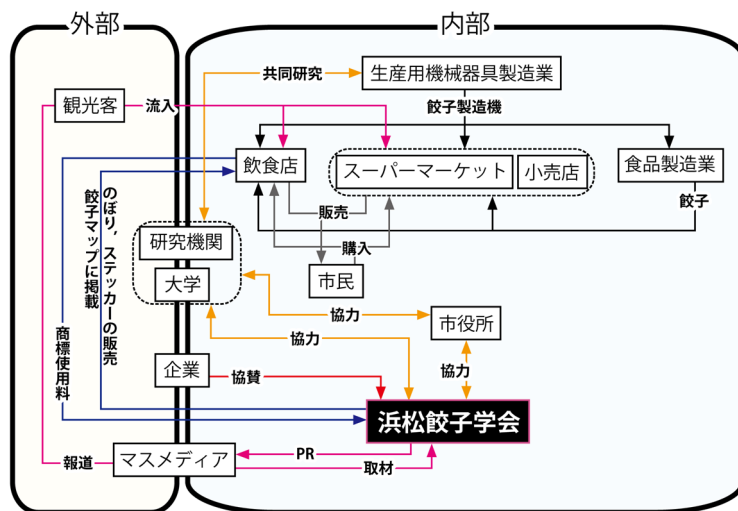 外部
内部
共同研究
生産用機械器具製造業
観光客
流入
餃子製造機
飲食店
スーパーマーケット
小売店
食品製造業
餃子
販売
購入
研究機関
大学
市民
のぼり，ステッカーの販売
餃子マップに掲載
商標使用料
協力
市役所
協力
協力
企業
協賛
浜松餃子学会
マスメディア
報道
PR
取材